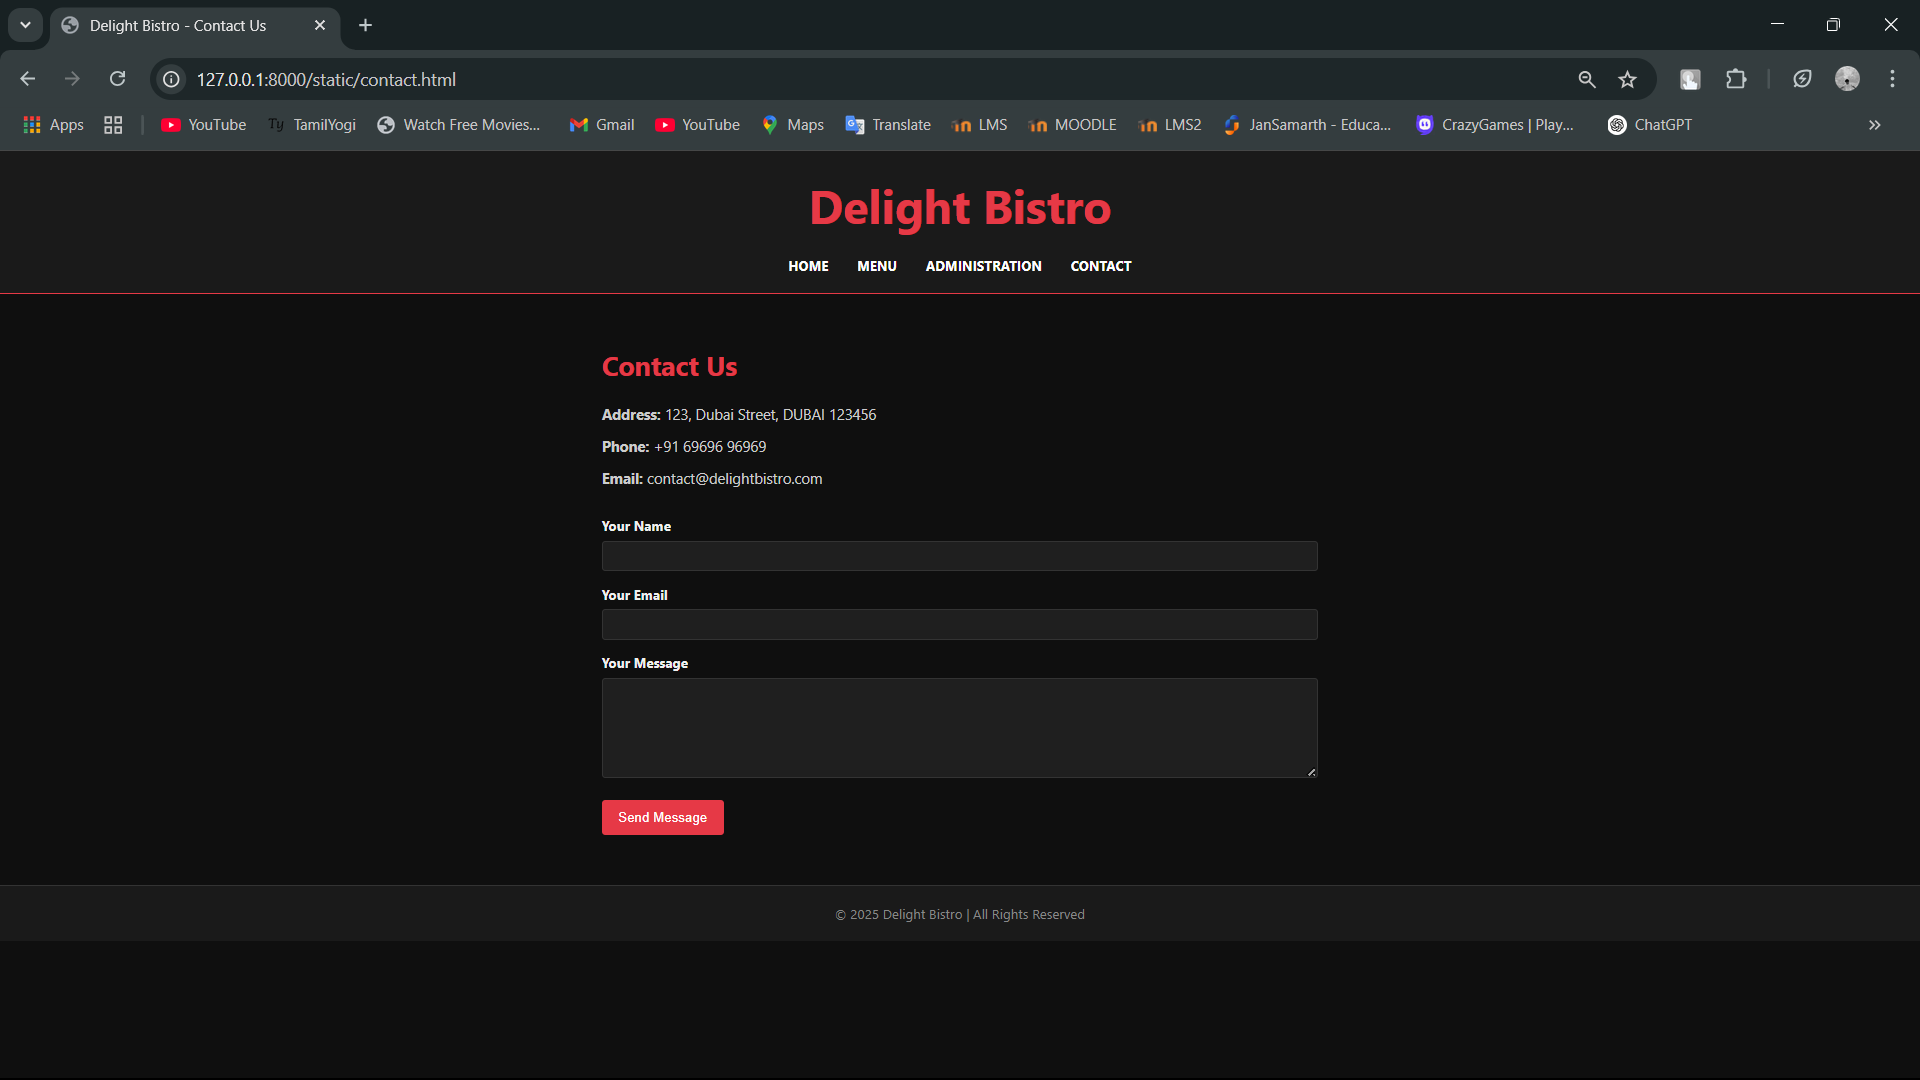 Delight Bistro - Contact Us
127.0.0.1:8000/static/contact.html
Apps YouTube Ty TamilYogi Watch Free Movies... Gmail YouTube Maps Translate LMS MOODLE LMS2 JanSamarth - Educa... CrazyGames | Play... ChatGPT
Delight Bistro
HOME MENU ADMINISTRATION CONTACT
Contact Us
Address: 123, Dubai Street, DUBAI 123456
Phone: +91 69696 96969
Email: contact@delightbistro.com
Your Name
Your Email
Your Message
Send Message
© 2025 Delight Bistro | All Rights Reserved